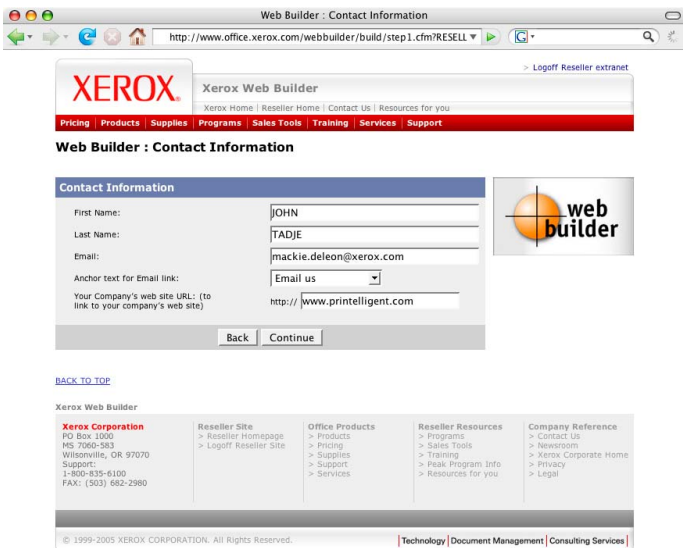 Web Builder : Contact Information
http://www.office.xerox.com/webbuilder/build/step1.cfm?RESELL
G
> Logoff Reseller extranet
XEROX.
Xerox Web Builder
Xerox Home | Reseller Home | Contact Us | Resources for you
Pricing | Products | Supplies | Programs | Sales Tools | Training | Services | Support
Web Builder : Contact Information
Contact Information
First Name: JOHN
Last Name: TADJE
Email: mackie.deleon@xerox.com
Anchor text for Email link: Email us
Your Company's web site URL: (to
link to your company's web site)
http:// www.printelligent.com
Back Continue
web
builder
BACK TO TOP
Xerox Web Builder
Xerox Corporation
PO Box 1000
MS 7060-583
Wilsonville, OR 97070
Support:
1-800-835-6100
FAX: (503) 682-2980
Reseller Site
> Reseller Homepage
> Logoff Reseller Site
Office Products
> Products
> Pricing
> Supplies
> Support
> Services
Reseller Resources
> Programs
> Sales Tools
> Training
> Peak Program Info
> Resources for you
Company Reference
> Contact Us
> Newsroom
> Xerox Corporate Home
> Privacy
> Legal
© 1999-2005 XEROX CORPORATION. All Rights Reserved.
Technology | Document Management | Consulting Services |